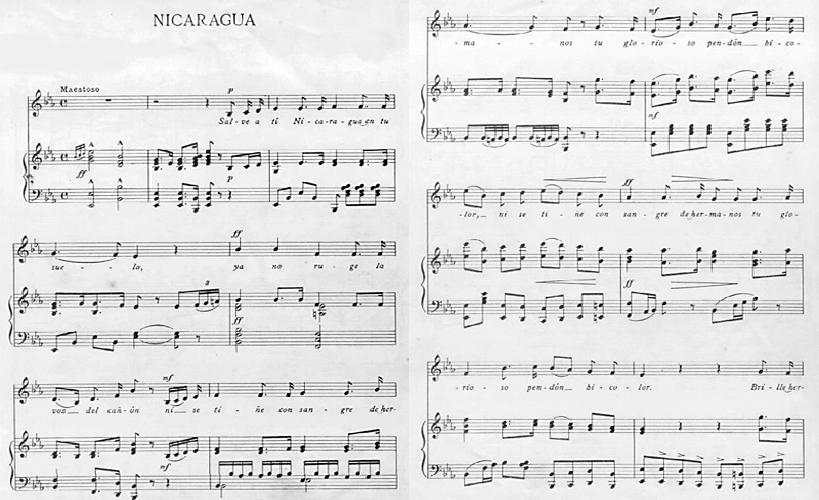 NICARAGUA
Maestoso
p
Sal-ve a ti Ni-ca-ra-gua en tu
ff
p
ff
sue- lo, ya no ru-ge la
3
ff
mf
voz del cañón ni se ti- ñe con san- gre de her-
mf
mf
-ma- nos tu glo-rio-so pen-dón bi-co-
mf
ff
-lor, ni se ti-ñe con san-gre de her-ma-nos tu glo-
ff
-rio-so pen-dón bi-co-lor. Bri-lle her-
mf